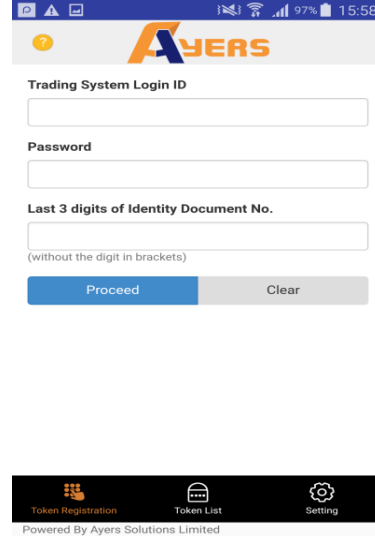 97% 15:58
?
AYERS
Trading System Login ID
Password
Last 3 digits of Identity Document No.
(without the digit in brackets)
Proceed Clear
Token Registration Token List Setting
Powered By Ayers Solutions Limited